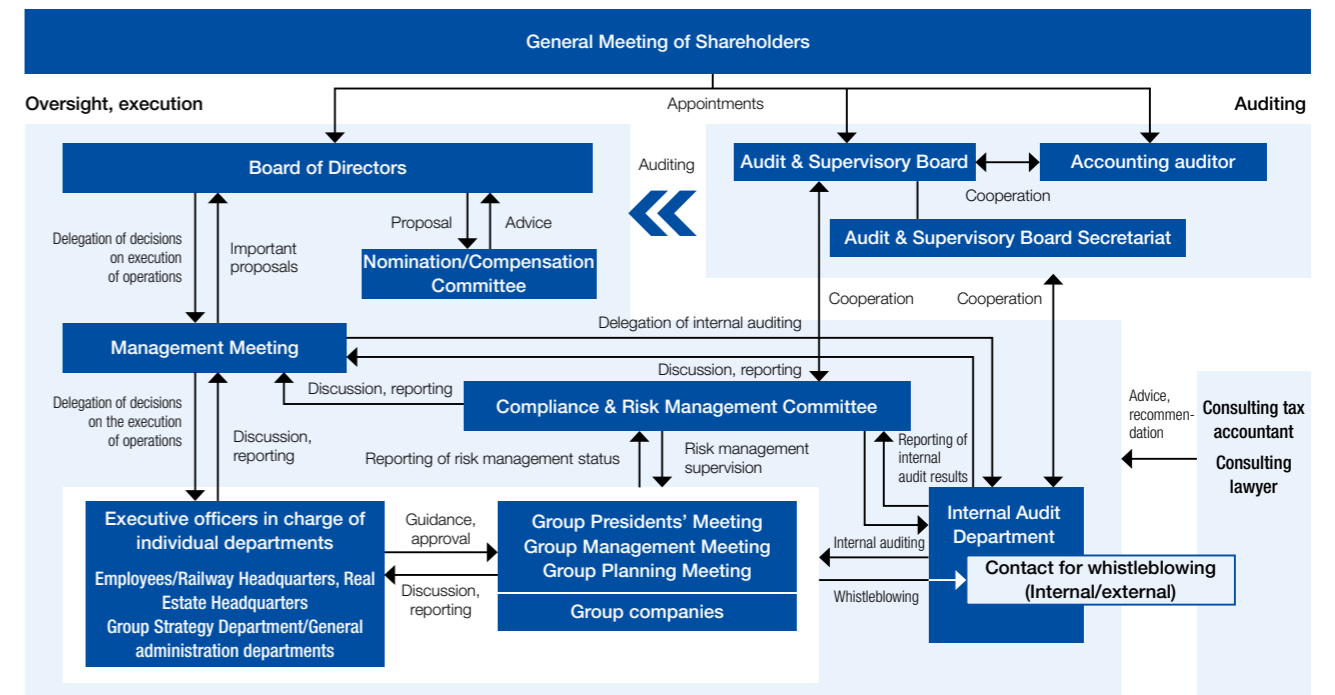 General Meeting of Shareholders
Oversight, execution
Appointments
Auditing
Board of Directors
Auditing
Audit & Supervisory Board
Accounting auditor
Cooperation
Audit & Supervisory Board Secretariat
Proposal
Advice
Delegation of decisions
on execution
of operations
Important
proposals
Nomination/Compensation
Committee
Cooperation
Cooperation
Delegation of internal auditing
Management Meeting
Discussion, reporting
Discussion, reporting
Compliance & Risk Management Committee
Delegation of decisions
on the execution
of operations
Discussion,
reporting
Reporting of risk management status
Risk management
supervision
Reporting of
internal
audit results
Advice,
recommen-
dation
Consulting tax
accountant
Consulting
lawyer
Executive officers in charge of
individual departments
Employees/Railway Headquarters, Real
Estate Headquarters
Group Strategy Department/General
administration departments
Guidance,
approval
Discussion,
reporting
Group Presidents’ Meeting
Group Management Meeting
Group Planning Meeting
Group companies
Internal auditing
Whistleblowing
Internal Audit
Department
Contact for whistleblowing
(Internal/external)